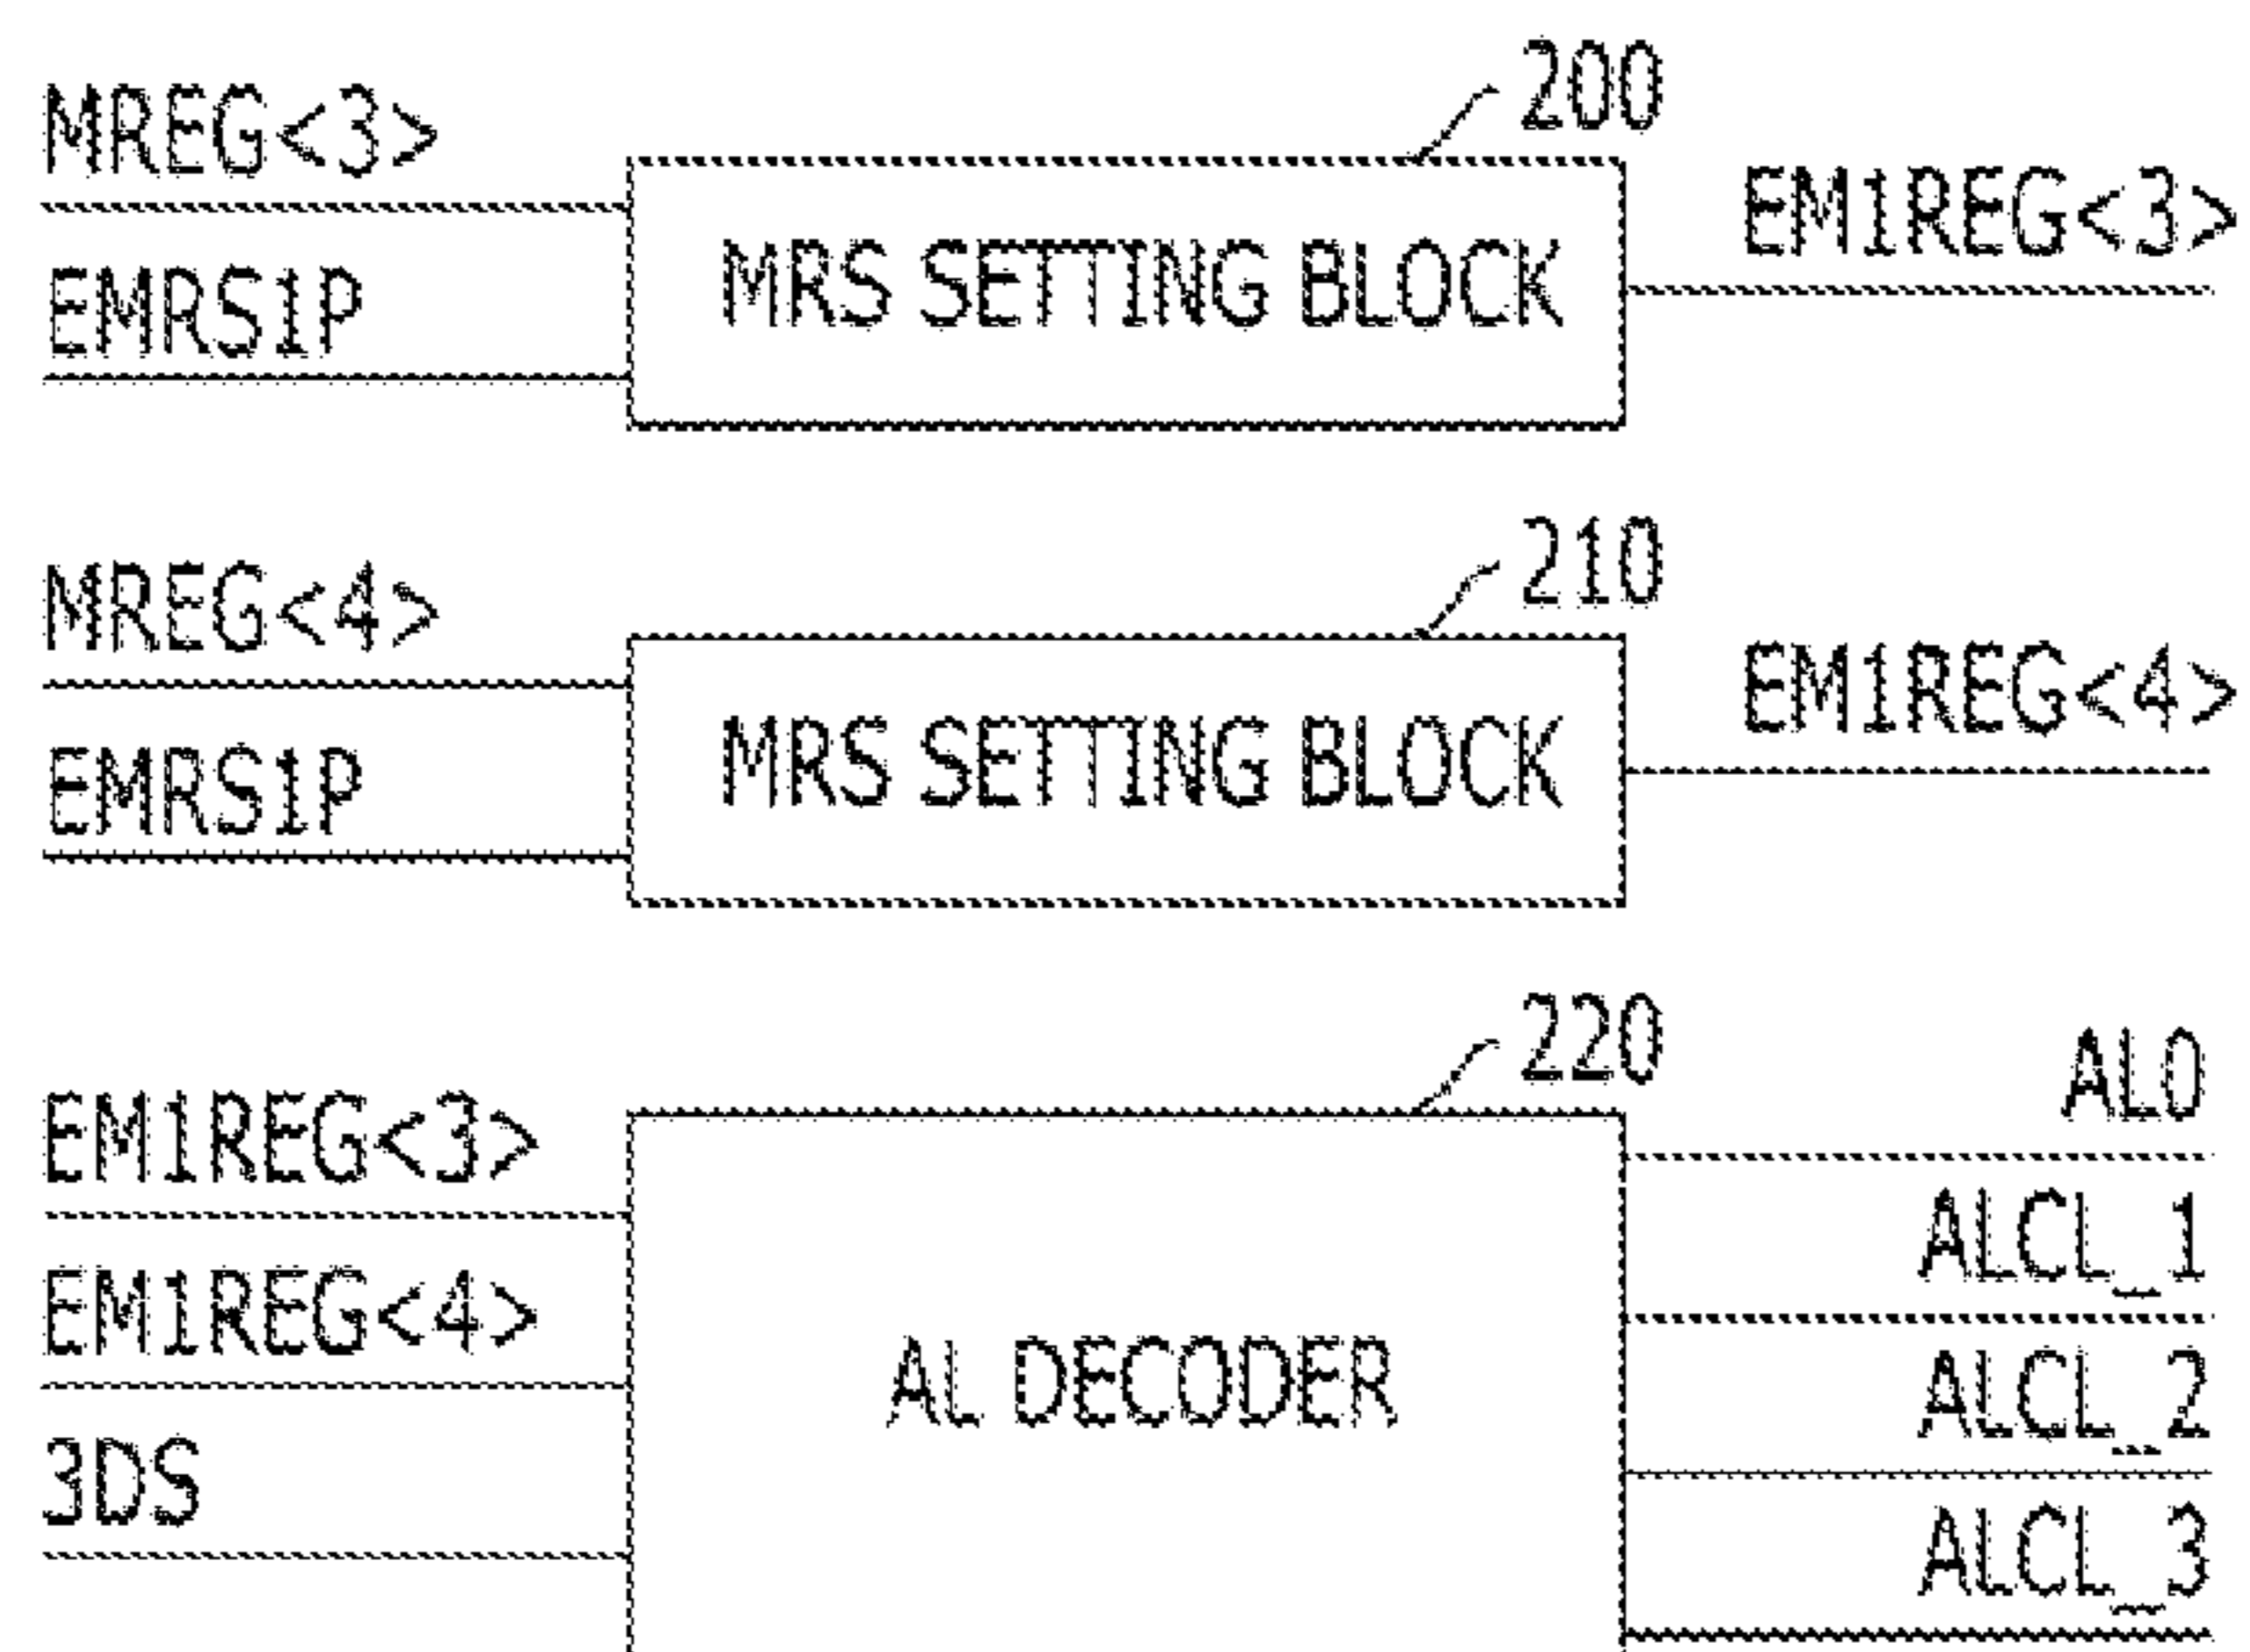 200
MREG<3>
EM1REG<3>
MRS SETTING BLOCK
EMRS1P
210
MREG<4>
EM1REG<4>
MRS SETTING BLOCK
EMRS1P
220
AL0
EM1REG<3>
ALCL_1
EM1REG<4>
AL DECODER
ALCL_2
3DS
ALCL_3